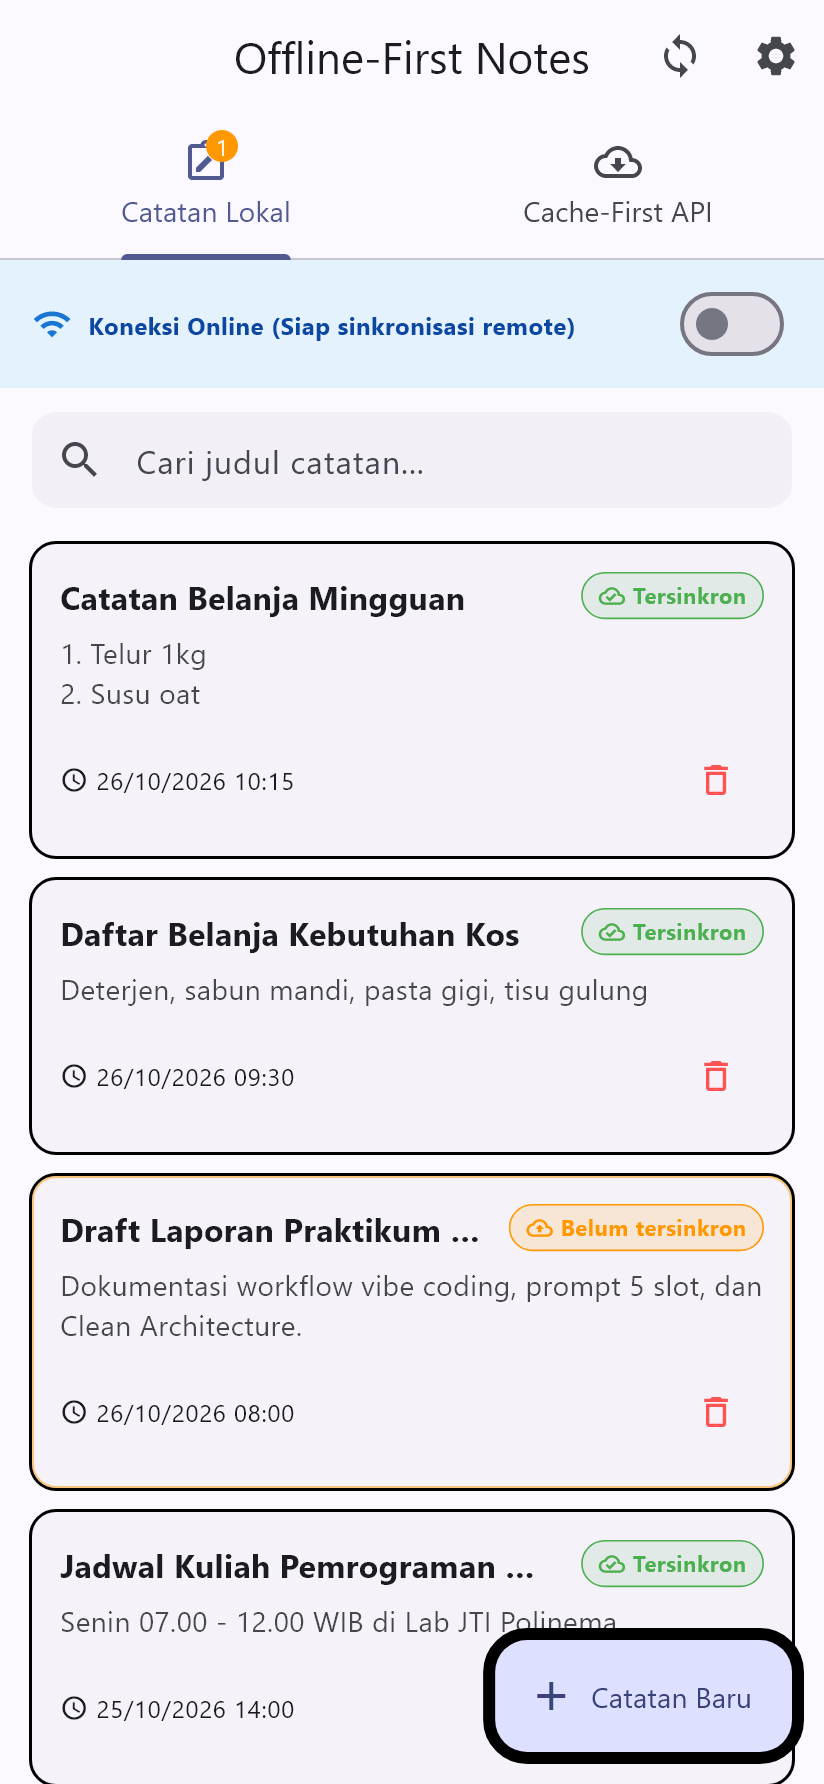 Offline-First Notes
1
Catatan Lokal
Cache-First API
Koneksi Online (Siap sinkronisasi remote)
Cari judul catatan...
Catatan Belanja Mingguan
Tersinkron
1. Telur 1kg
2. Susu oat
26/10/2026 10:15
Daftar Belanja Kebutuhan Kos
Tersinkron
Deterjen, sabun mandi, pasta gigi, tisu gulung
26/10/2026 09:30
Draft Laporan Praktikum ...
Belum tersinkron
Dokumentasi workflow vibe coding, prompt 5 slot, dan
Clean Architecture.
26/10/2026 08:00
Jadwal Kuliah Pemrograman ...
Tersinkron
Senin 07.00 - 12.00 WIB di Lab JTI Polinema
25/10/2026 14:00
Catatan Baru